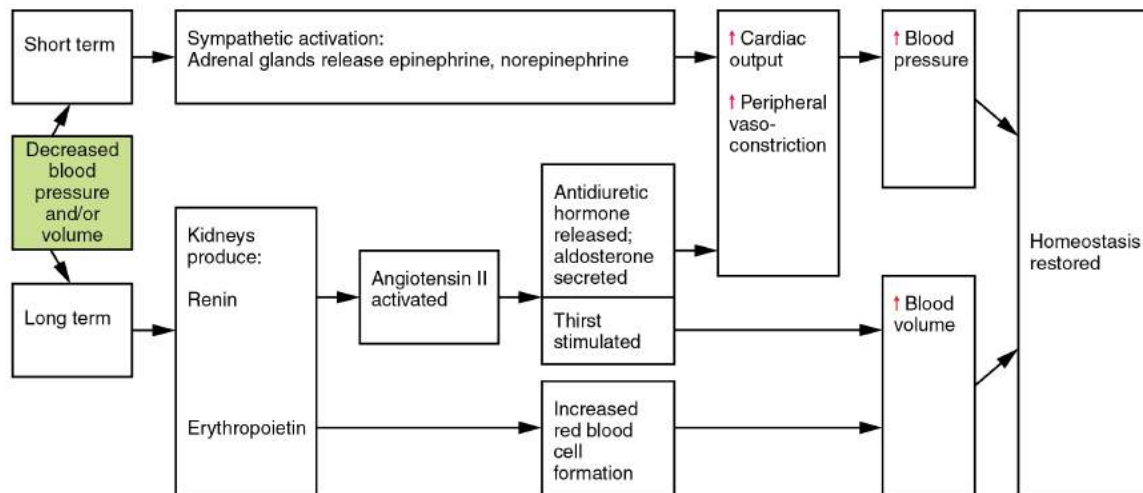 Short term
Sympathetic activation:
Adrenal glands release epinephrine, norepinephrine
↑ Cardiac
output
↑ Peripheral
vaso-
constriction
↑ Blood
pressure
Decreased
blood
pressure
and/or
volume
Long term
Kidneys
produce:
Renin
Erythropoietin
Angiotensin II
activated
Antidiuretic
hormone
released;
aldosterone
secreted
Thirst
stimulated
Increased
red blood
cell
formation
↑ Blood
volume
Homeostasis
restored